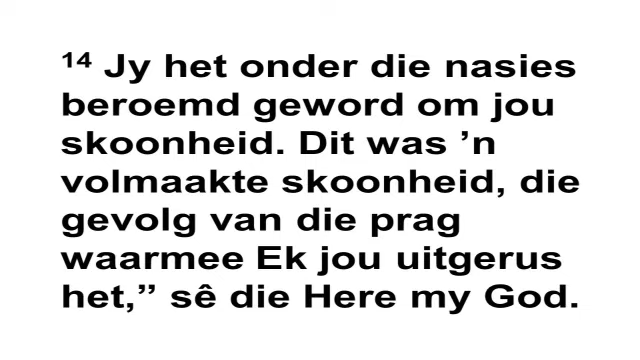 ¹⁴ Jy het onder die nasies
beroemd geword om jou
skoonheid. Dit was ’n
volmaakte skoonheid, die
gevolg van die prag
waarmee Ek jou uitgerus
het,” sê die Here my God.